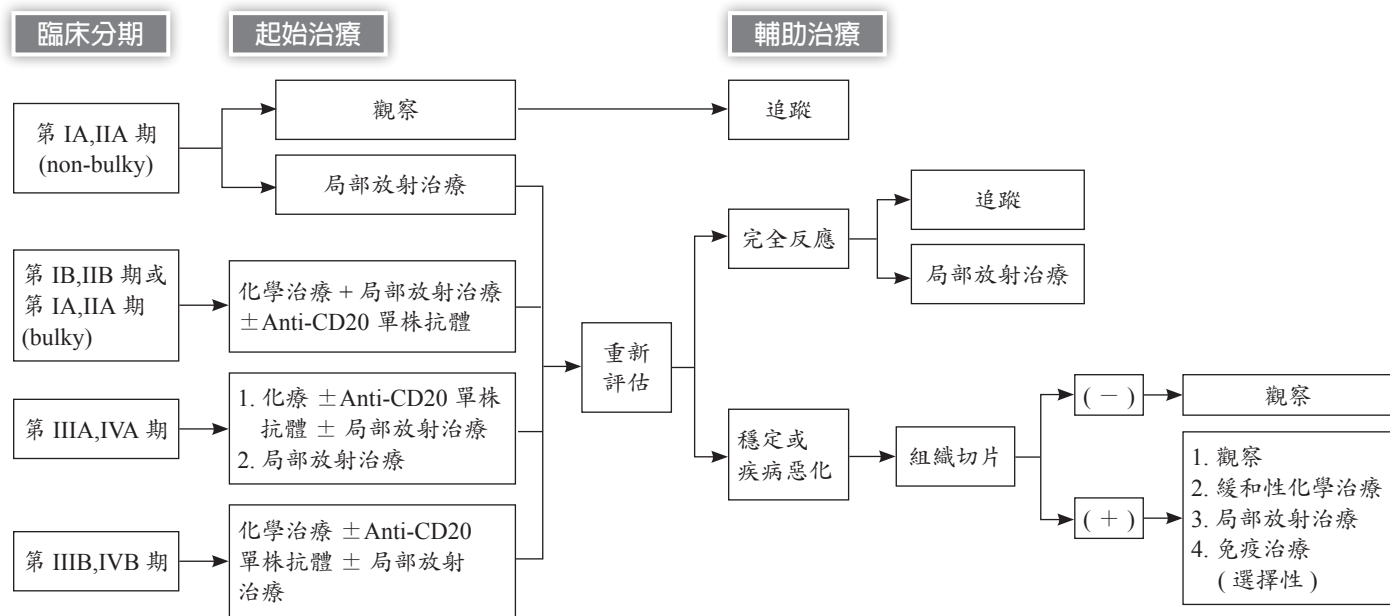 臨床分期
起始治療
輔助治療
第 IA,IIA 期
(non-bulky)
觀察
追蹤
局部放射治療
第 IB,IIB 期或
第 IA,IIA 期
(bulky)
化學治療 + 局部放射治療
±Anti-CD20 單株抗體
第 IIIA,IVA 期
1. 化療 ±Anti-CD20 單株
抗體 ± 局部放射治療
2. 局部放射治療
第 IIIB,IVB 期
化學治療 ±Anti-CD20
單株抗體 ± 局部放射
治療
重新
評估
完全反應
追蹤
局部放射治療
穩定或
疾病惡化
組織切片
( － )
觀察
( ＋ )
1. 觀察
2. 緩和性化學治療
3. 局部放射治療
4. 免疫治療
( 選擇性 )